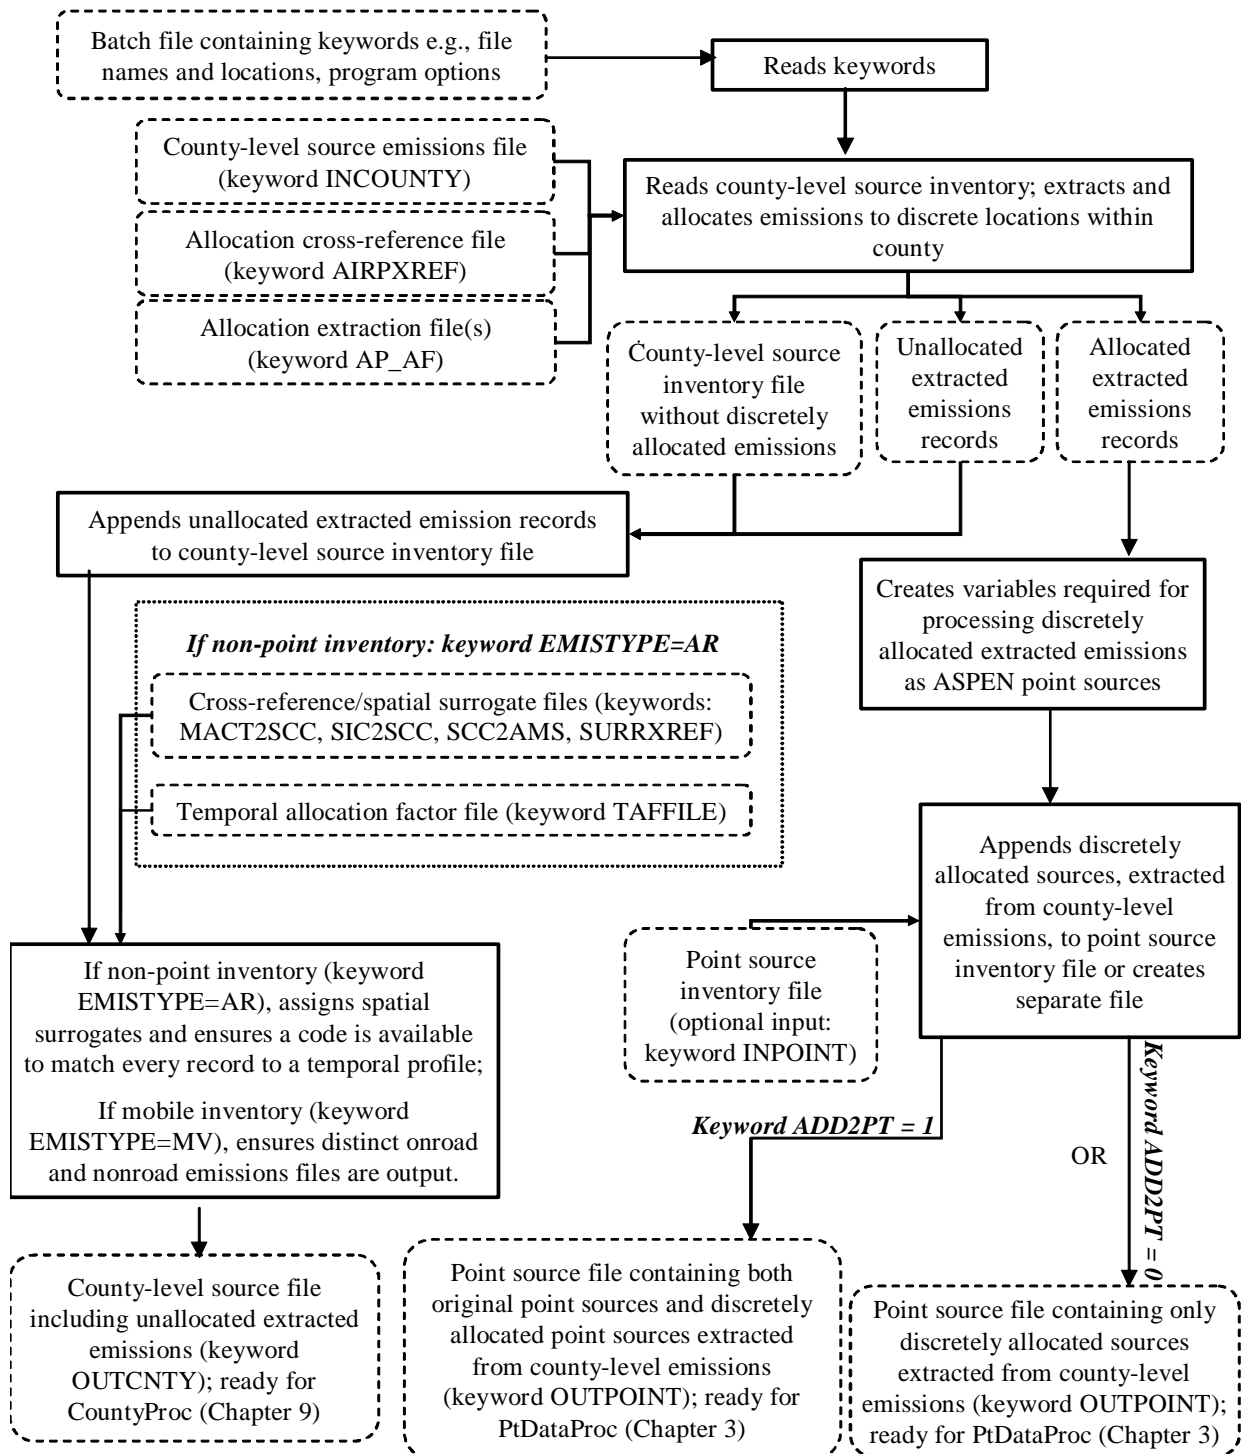 Batch file containing keywords e.g., file
names and locations, program options
Reads keywords
County-level source emissions file
(keyword INCOUNTY)
Allocation cross-reference file
(keyword AIRPXREF)
Allocation extraction file(s)
(keyword AP_AF)
Reads county-level source inventory; extracts and
allocates emissions to discrete locations within
county
County-level source
inventory file
without discretely
allocated emissions
Unallocated
extracted
emissions
records
Allocated
extracted
emissions
records
Appends unallocated extracted emission records
to county-level source inventory file
Creates variables required for
processing discretely
allocated extracted emissions
as ASPEN point sources
If non-point inventory: keyword EMISTYPE=AR
Cross-reference/spatial surrogate files (keywords:
MACT2SCC, SIC2SCC, SCC2AMS, SURRXREF)
Temporal allocation factor file (keyword TAFFILE)
Appends discretely
allocated sources, extracted
from county-level
emissions, to point source
inventory file or creates
separate file
Point source
inventory file
(optional input:
keyword INPOINT)
If non-point inventory (keyword
EMISTYPE=AR), assigns spatial
surrogates and ensures a code is available
to match every record to a temporal profile;
If mobile inventory (keyword
EMISTYPE=MV), ensures distinct onroad
and nonroad emissions files are output.
Keyword ADD2PT = 1
OR
Keyword ADD2PT = 0
County-level source file
including unallocated extracted
emissions (keyword
OUTCNTY); ready for
CountyProc (Chapter 9)
Point source file containing both
original point sources and discretely
allocated point sources extracted
from county-level emissions
(keyword OUTPOINT); ready for
PtDataProc (Chapter 3)
Point source file containing only
discretely allocated sources
extracted from county-level
emissions (keyword OUTPOINT);
ready for PtDataProc (Chapter 3)